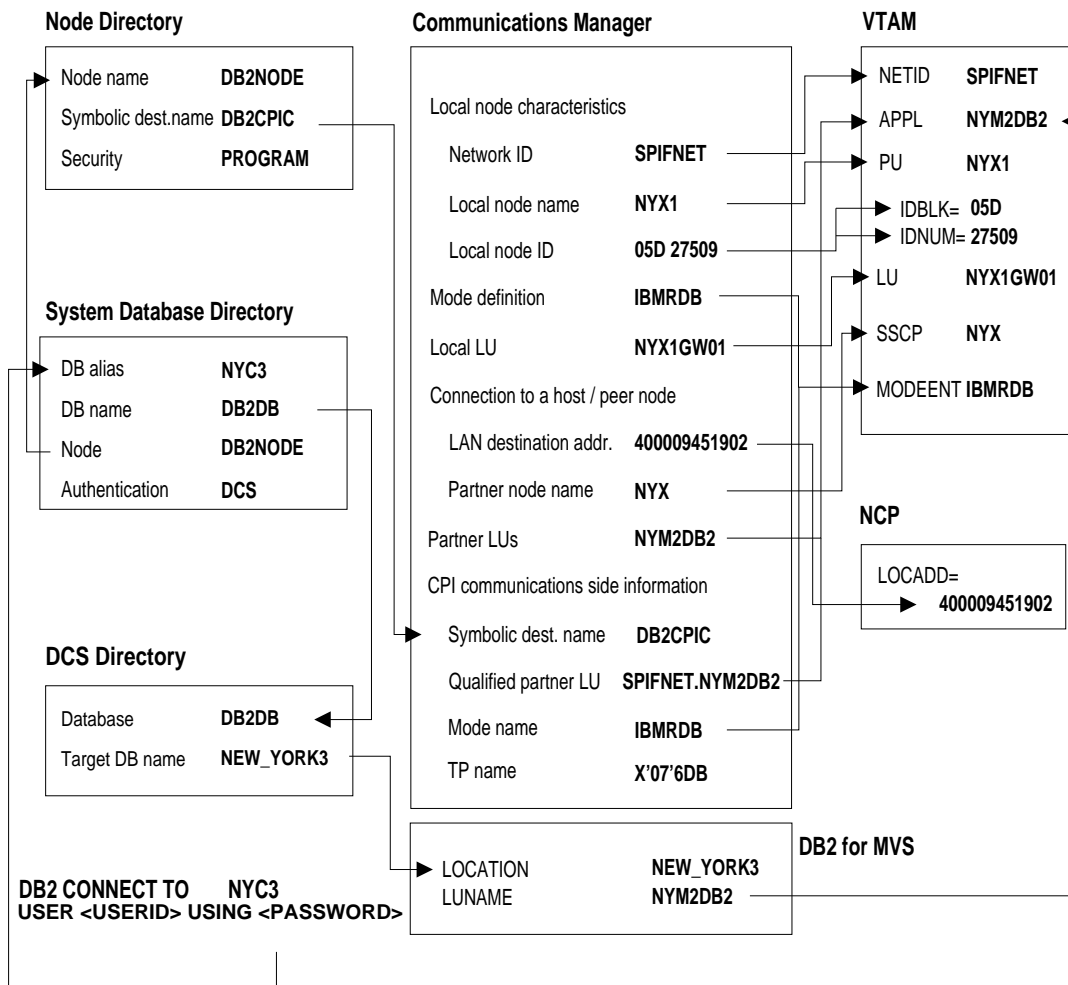 Node Directory
Node name DB2NODE
Symbolic dest.name DB2CPIC
Security PROGRAM
System Database Directory
DB alias NYC3
DB name DB2DB
Node DB2NODE
Authentication DCS
DCS Directory
Database DB2DB
Target DB name NEW_YORK3
DB2 CONNECT TO NYC3
USER <USERID> USING <PASSWORD>
Communications Manager
Local node characteristics
Network ID SPIFNET
Local node name NYX1
Local node ID 05D 27509
Mode definition IBMRDB
Local LU NYX1GW01
Connection to a host / peer node
LAN destination addr. 400009451902
Partner node name NYX
Partner LUs NYM2DB2
CPI communications side information
Symbolic dest. name DB2CPIC
Qualified partner LU SPIFNET.NYM2DB2
Mode name IBMRDB
TP name X'07'6DB
LOCATION NEW_YORK3
LUNAME NYM2DB2
DB2 for MVS
VTAM
NETID SPIFNET
APPL NYM2DB2
PU NYX1
IDBLK= 05D
IDNUM= 27509
LU NYX1GW01
SSCP NYX
MODEENT IBMRDB
NCP
LOCADD=
400009451902